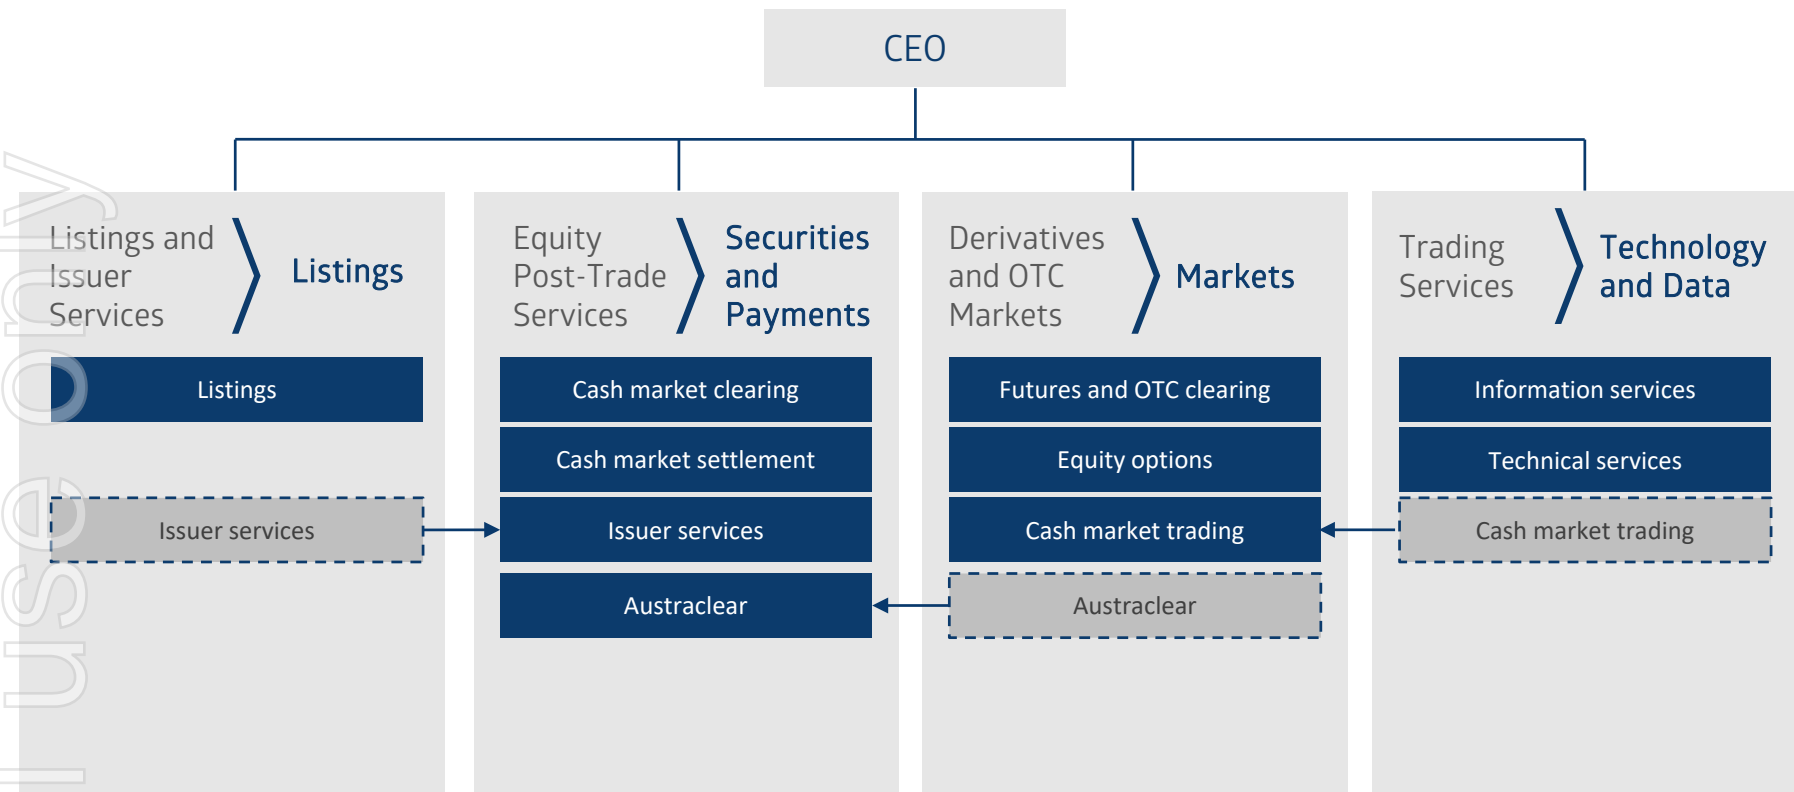 CEO
Listings and
Issuer
Services
Listings
Listings
Issuer services
Equity
Post-Trade
Services
Securities
and
Payments
Cash market clearing
Cash market settlement
Issuer services
Austraclear
Derivatives
and OTC
Markets
Markets
Futures and OTC clearing
Equity options
Cash market trading
Austraclear
Trading
Services
Technology
and Data
Information services
Technical services
Cash market trading
use only